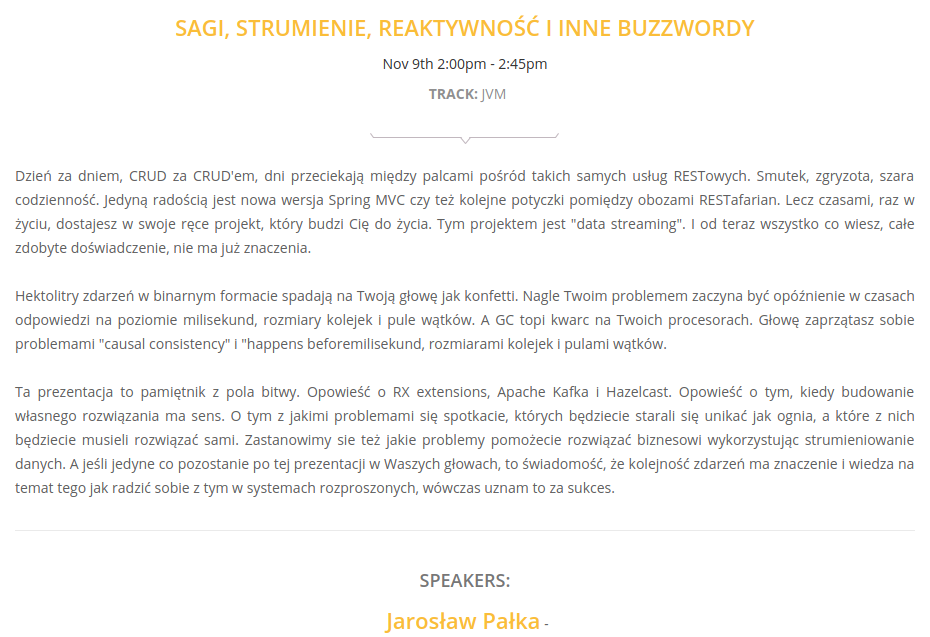 SAGI, STRUMIENIE, REAKTYWNOŚĆ I INNE BUZZWORDY
Nov 9th 2:00pm - 2:45pm
TRACK: JVM
Dzień za dniem, CRUD za CRUD'em, dni przeciekają między palcami pośród takich samych usług RESTowych. Smutek, zgryzota, szara
codzienność. Jedyną radością jest nowa wersja Spring MVC czy też kolejne potyczki pomiędzy obozami RESTafarian. Lecz czasami, raz w
życiu, dostajesz w swoje ręce projekt, który budzi Cię do życia. Tym projektem jest "data streaming". I od teraz wszystko co wiesz, całe
zdobyte doświadczenie, nie ma już znaczenia.
Hektolitry zdarzeń w binarnym formacie spadają na Twoją głowę jak konfetti. Nagle Twoim problemem zaczyna być opóźnienie w czasach
odpowiedzi na poziomie milisekund, rozmiary kolejek i pule wątków. A GC topi kwarc na Twoich procesorach. Głowę zaprzątasz sobie
problemami "causal consistency" i "happens beforemilisekund, rozmiarami kolejek i pulami wątków.
Ta prezentacja to pamiętnik z pola bitwy. Opowieść o RX extensions, Apache Kafka i Hazelcast. Opowieść o tym, kiedy budowanie
własnego rozwiązania ma sens. O tym z jakimi problemami się spotkacie, których będziecie starali się unikać jak ognia, a które z nich
będziecie musieli rozwiązać sami. Zastanowimy sie też jakie problemy pomożecie rozwiązać biznesowi wykorzystując strumieniowanie
danych. A jeśli jedyne co pozostanie po tej prezentacji w Waszych głowach, to świadomość, że kolejność zdarzeń ma znaczenie i wiedza na
temat tego jak radzić sobie z tym w systemach rozproszonych, wówczas uznam to za sukces.
SPEAKERS:
Jarosław Pałka -